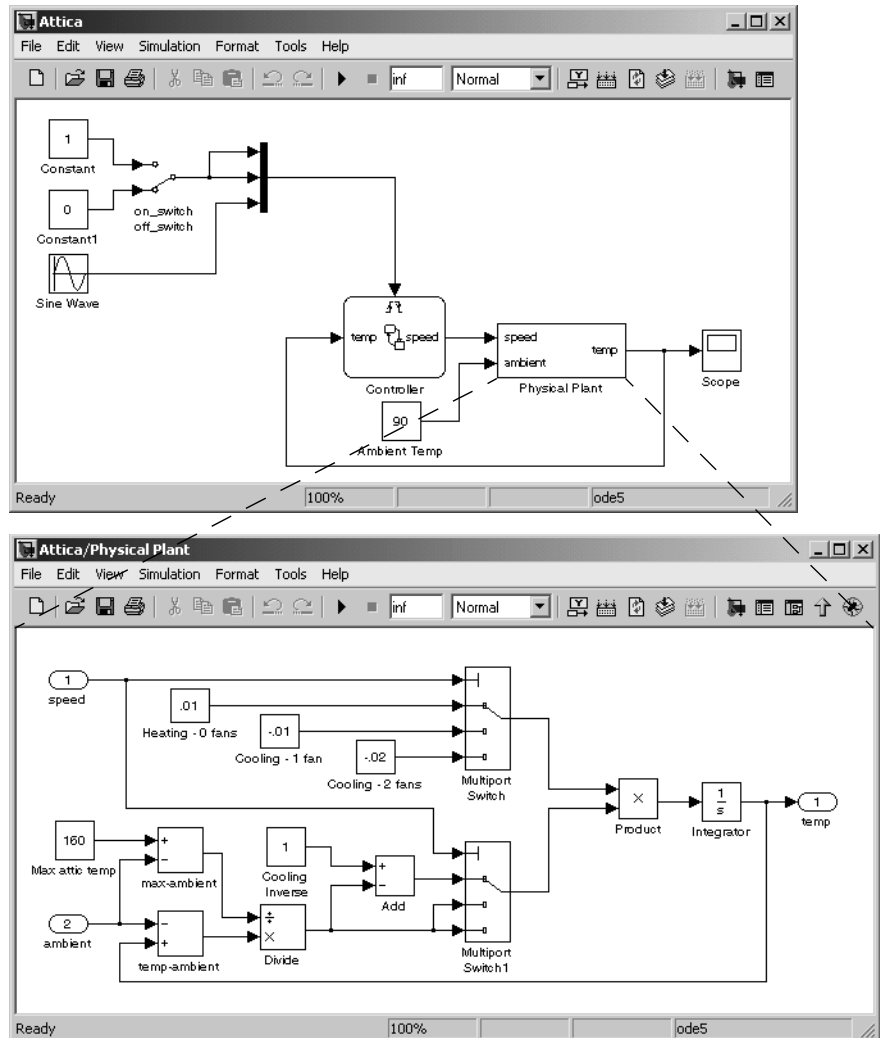 Attica
File Edit View Simulation Format Tools Help
inf Normal
1
Constant
0
Constant1
on_switch
off_switch
Sine Wave
temp speed
Controller
speed
ambient
temp
Physical Plant
Scope
90
Ambient Temp
Ready 100% ode5
Attica/Physical Plant
File Edit View Simulation Format Tools Help
inf Normal
1
speed
.01
Heating - 0 fans
-.01
Cooling - 1 fan
-.02
Cooling - 2 fans
Multiport
Switch
×
Product
1
s
Integrator
1
temp
160
Max attic temp
+
−
max-ambient
1
Cooling
Inverse
+
−
Add
2
ambient
−
+
temp-ambient
÷
×
Divide
Multiport
Switch1
Ready 100% ode5